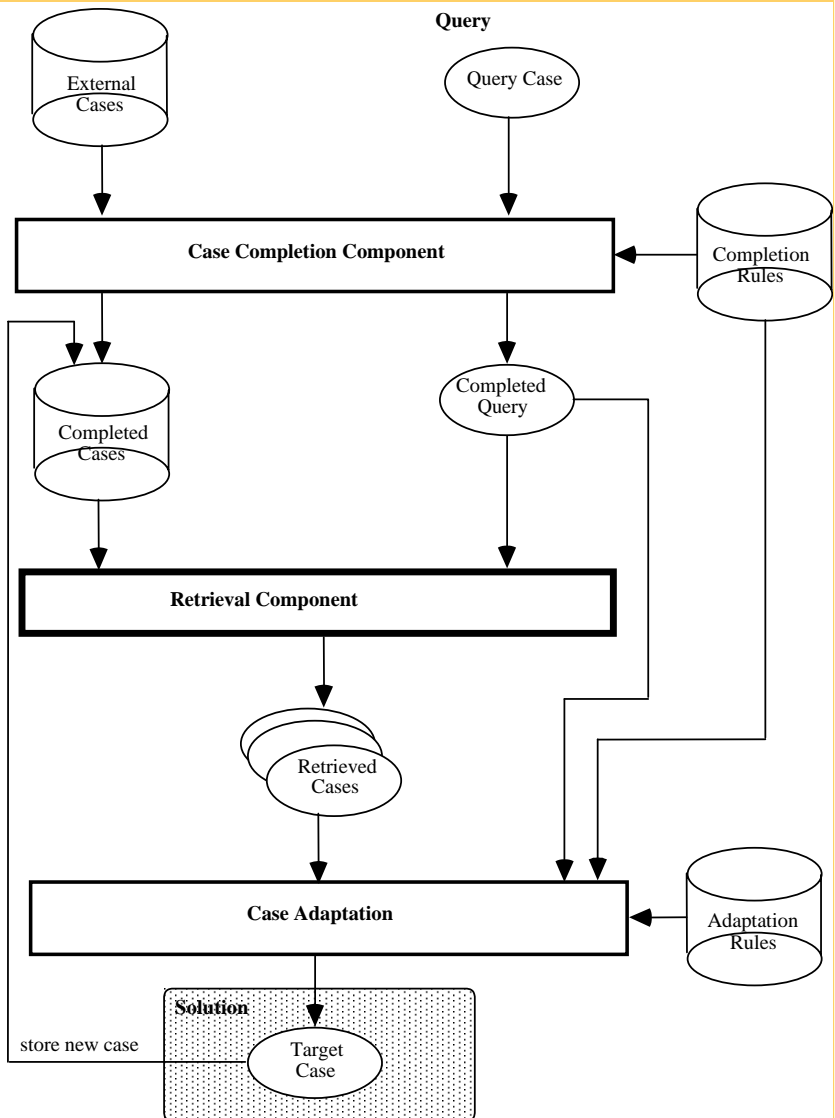 Query
External
Cases
Query Case
Case Completion Component
Completion
Rules
Completed
Cases
Completed
Query
Retrieval Component
Retrieved
Cases
Case Adaptation
Adaptation
Rules
Solution
store new case
Target
Case